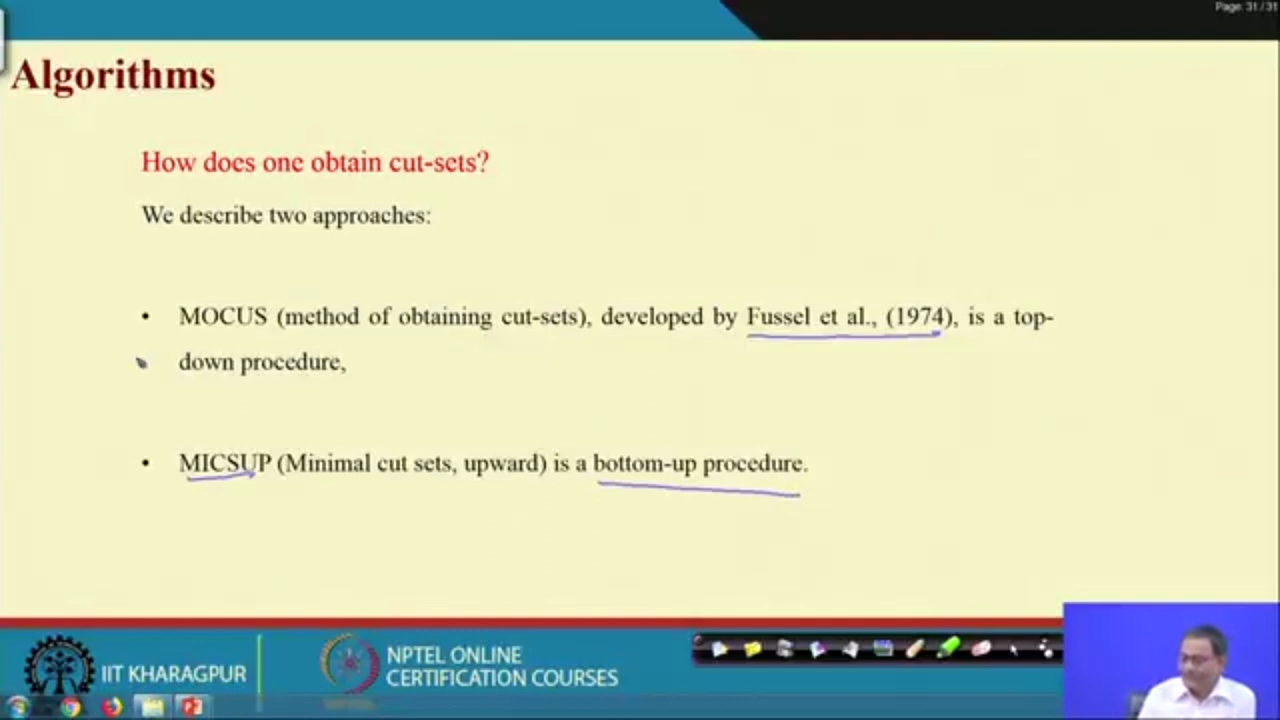 Page: 31 / 31
Algorithms
How does one obtain cut-sets?
We describe two approaches:
• MOCUS (method of obtaining cut-sets), developed by Fussel et al., (1974), is a top-
down procedure,
• MICSUP (Minimal cut sets, upward) is a bottom-up procedure.
IIT KHARAGPUR
NPTEL ONLINE
CERTIFICATION COURSES